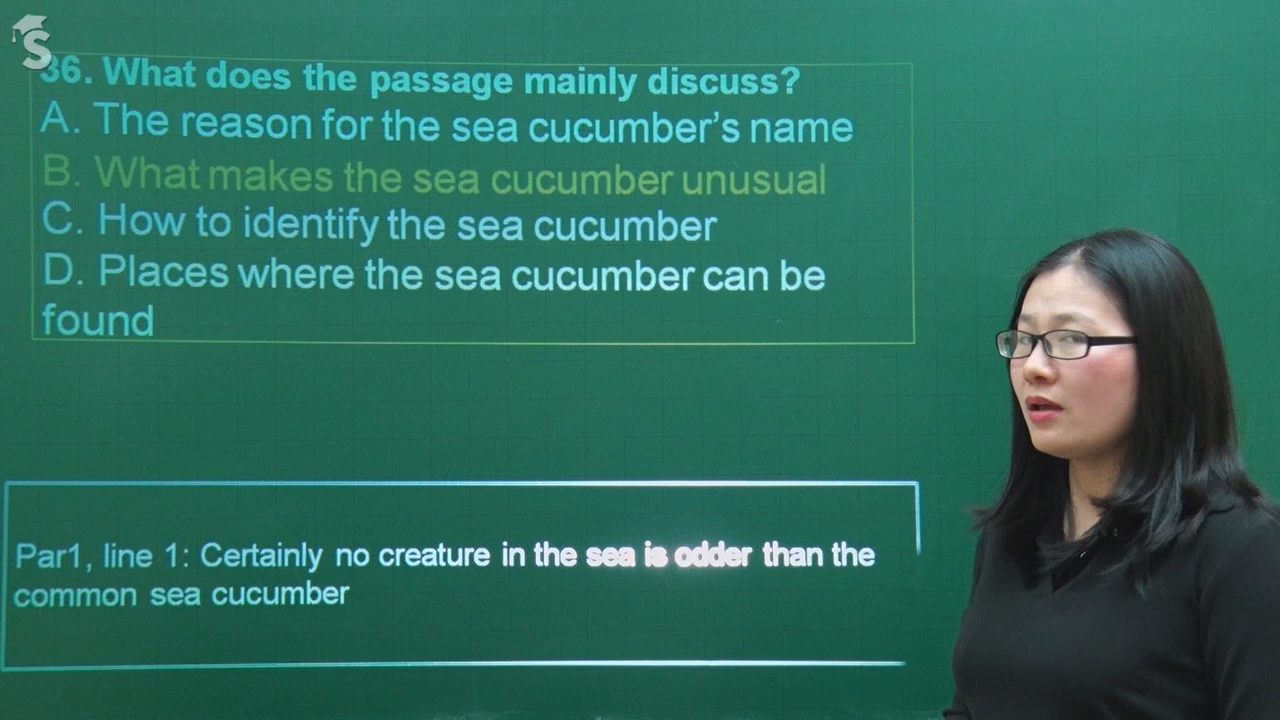 36. What does the passage mainly discuss?
A. The reason for the sea cucumber's name
B. What makes the sea cucumber unusual
C. How to identify the sea cucumber
D. Places where the sea cucumber can be
found
Par1, line 1: Certainly no creature in the sea is odder than the
common sea cucumber
S